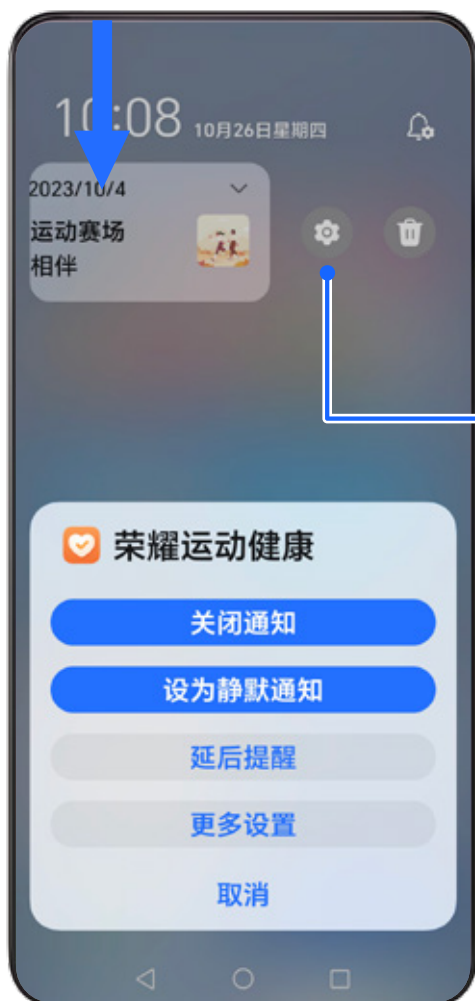 10:08 10月26日星期四
2023/10/4
运动赛场
相伴
荣耀运动健康
关闭通知
设为静默通知
延后提醒
更多设置
取消